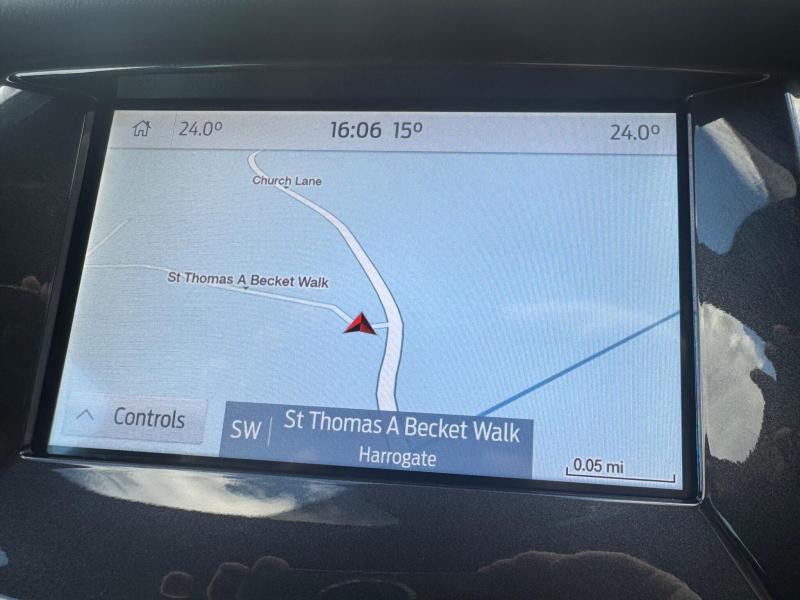 24.0° 16:06 15° 24.0°
Church Lane
St Thomas A Becket Walk
Controls
SW St Thomas A Becket Walk
Harrogate
0.05 mi